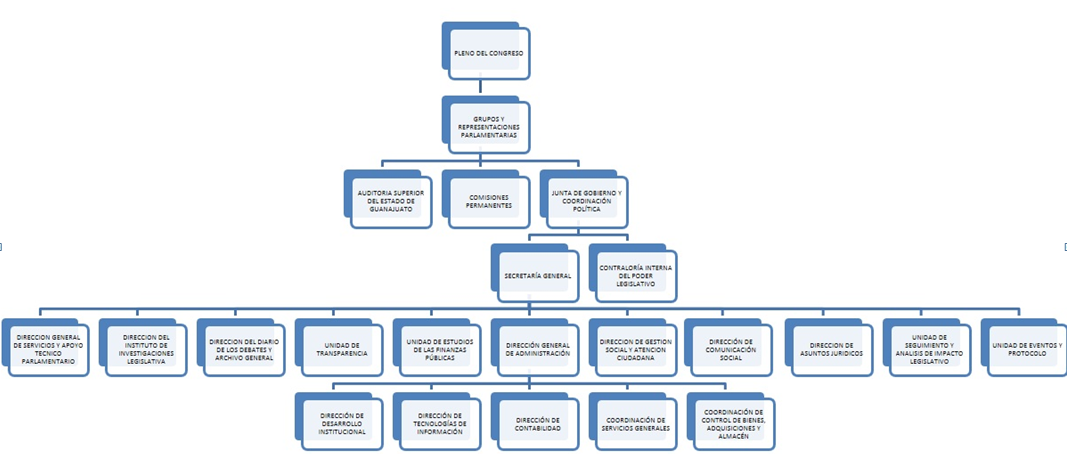 PLENO DEL CONGRESO
GRUPOS Y
REPRESENTACIONES
PARLAMENTARIAS
AUDITORIA SUPERIOR
DEL ESTADO DE
GUANAJUATO
COMISIONES
PERMANENTES
JUNTA DE GOBIERNO Y
COORDINACIÓN
POLÍTICA
SECRETARÍA GENERAL
CONTRALORÍA INTERNA
DEL PODER
LEGISLATIVO
DIRECCION GENERAL
DE SERVICIOS Y APOYO
TECNICO
PARLAMENTARIO
DIRECCION DEL
INSTITUTO DE
INVESTIGACIONES
LEGISLATIVA
DIRECCION DEL DIARIO
DE LOS DEBATES Y
ARCHIVO GENERAL
UNIDAD DE
TRANSPARENCIA
UNIDAD DE ESTUDIOS
DE LAS FINANZAS
PÚBLICAS
DIRECCIÓN GENERAL
DE ADMINISTRACIÓN
DIRECCION DE GESTION
SOCIAL Y ATENCION
CIUDADANA
DIRECCIÓN DE
COMUNICACIÓN
SOCIAL
DIRECCION DE
ASUNTOS JURIDICOS
UNIDAD DE
SEGUIMIENTO Y
ANALISIS DE IMPACTO
LEGISLATIVO
UNIDAD DE EVENTOS Y
PROTOCOLO
DIRECCIÓN DE
DESARROLLO
INSTITUCIONAL
DIRECCIÓN DE
TECNOLOGÍAS DE
INFORMACIÓN
DIRECCIÓN DE
CONTABILIDAD
COORDINACIÓN DE
SERVICIOS GENERALES
COORDINACIÓN DE
CONTROL DE BIENES,
ADQUISICIONES Y
ALMACÉN